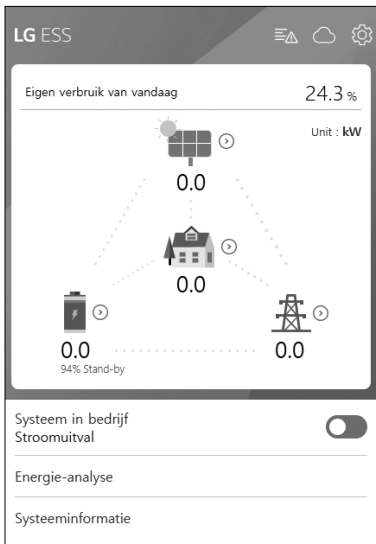 LG ESS
Eigen verbruik van vandaag 24.3 %
Unit : kW
0.0
0.0
0.0 0.0
94% Stand-by
Systeem in bedrijf
Stroomuitval
Energie-analyse
Systeeminformatie